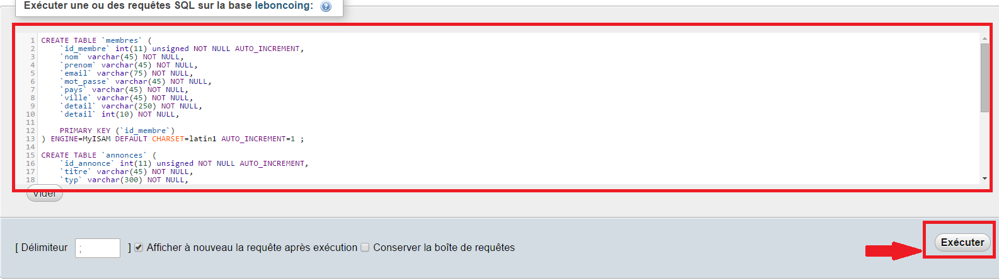 Exécuter une ou des requêtes SQL sur la base leboncoing:
1 CREATE TABLE `membres` (
2 `id_membre` int(11) unsigned NOT NULL AUTO_INCREMENT,
3 `nom` varchar(45) NOT NULL,
4 `prenom` varchar(45) NOT NULL,
5 `email` varchar(75) NOT NULL,
6 `mot_passe` varchar(45) NOT NULL,
7 `pays` varchar(45) NOT NULL,
8 `ville` varchar(45) NOT NULL,
9 `detail` varchar(250) NOT NULL,
10 `detail` int(10) NOT NULL,
11
12 PRIMARY KEY (`id_membre`)
13 ) ENGINE=MyISAM DEFAULT CHARSET=latin1 AUTO_INCREMENT=1 ;
14
15 CREATE TABLE `annonces` (
16 `id_annonce` int(11) unsigned NOT NULL AUTO_INCREMENT,
17 `titre` varchar(45) NOT NULL,
18 `typ` varchar(300) NOT NULL,
Vider
[ Délimiteur ; ] Afficher à nouveau la requête après exécution Conserver la boîte de requêtes
Exécuter